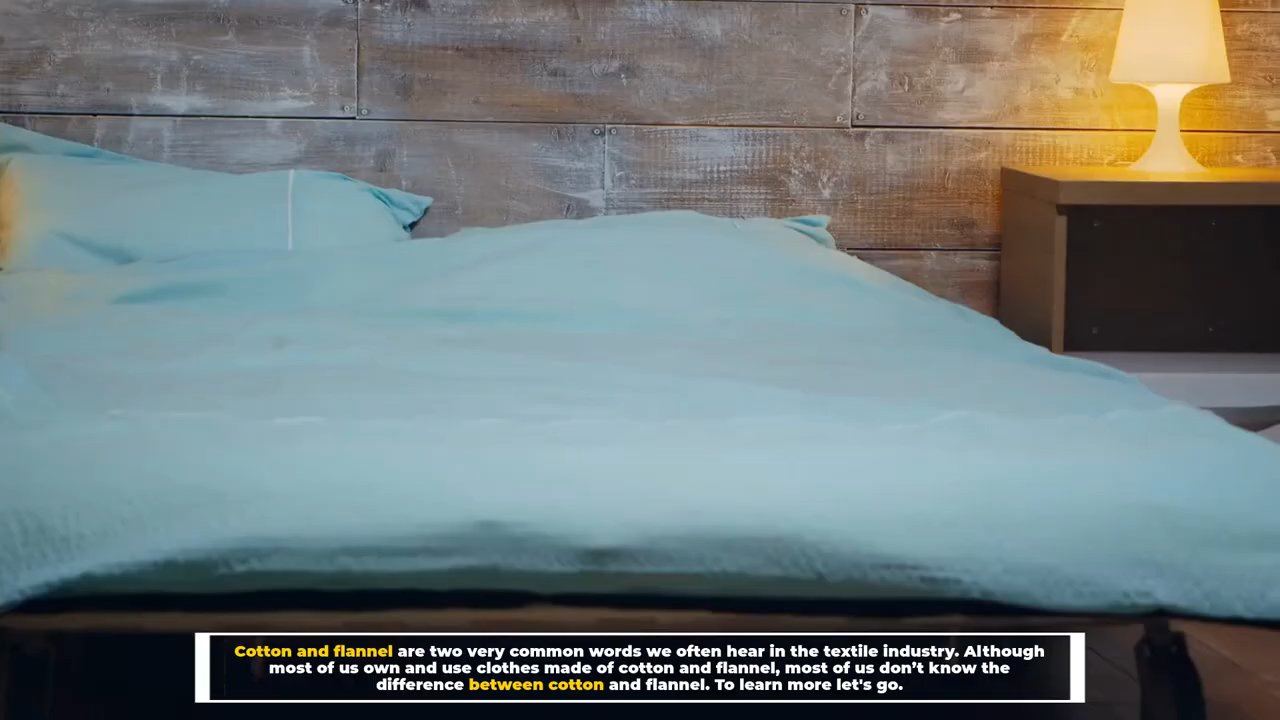 Cotton and flannel are two very common words we often hear in the textile industry. Although
most of us own and use clothes made of cotton and flannel, most of us don’t know the
difference between cotton and flannel. To learn more let's go.